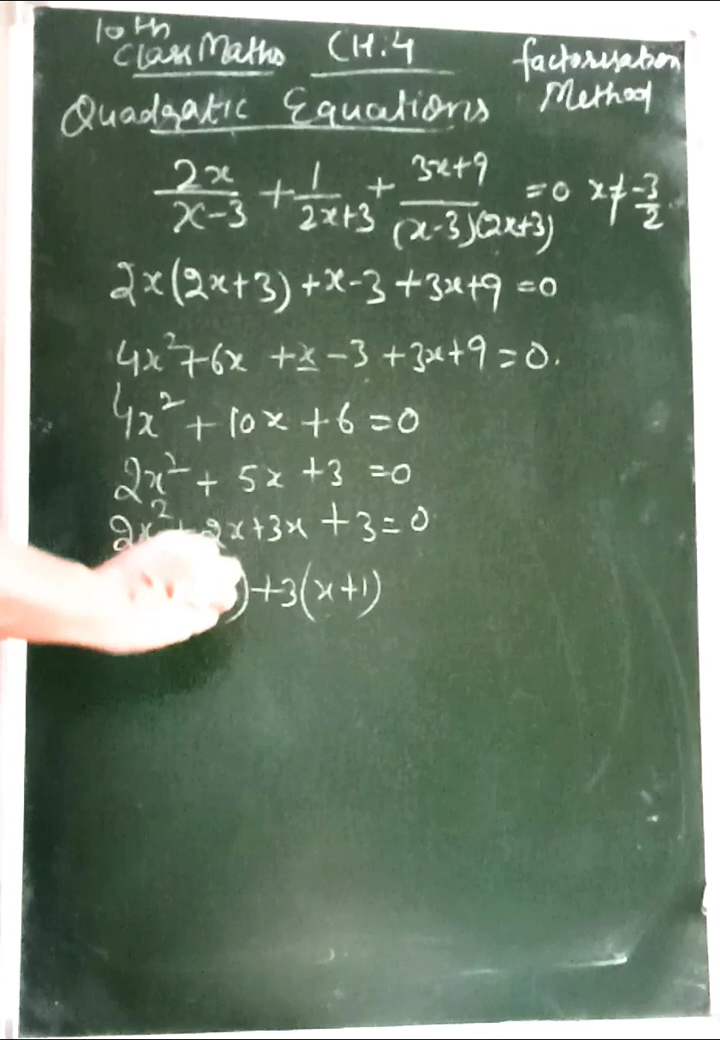 10th
Class Maths CH.4 factorisation
Quadratic Equations Method
2x/(x-3) + 1/(2x+3) + (3x+9)/((x-3)(2x+3)) = 0 x ≠ -3/2
2x(2x+3) + x-3 + 3x+9 = 0
4x² + 6x + x - 3 + 3x + 9 = 0.
4x² + 10x + 6 = 0
2x² + 5x + 3 = 0
2x² + 2x + 3x + 3 = 0
) + 3(x+1)